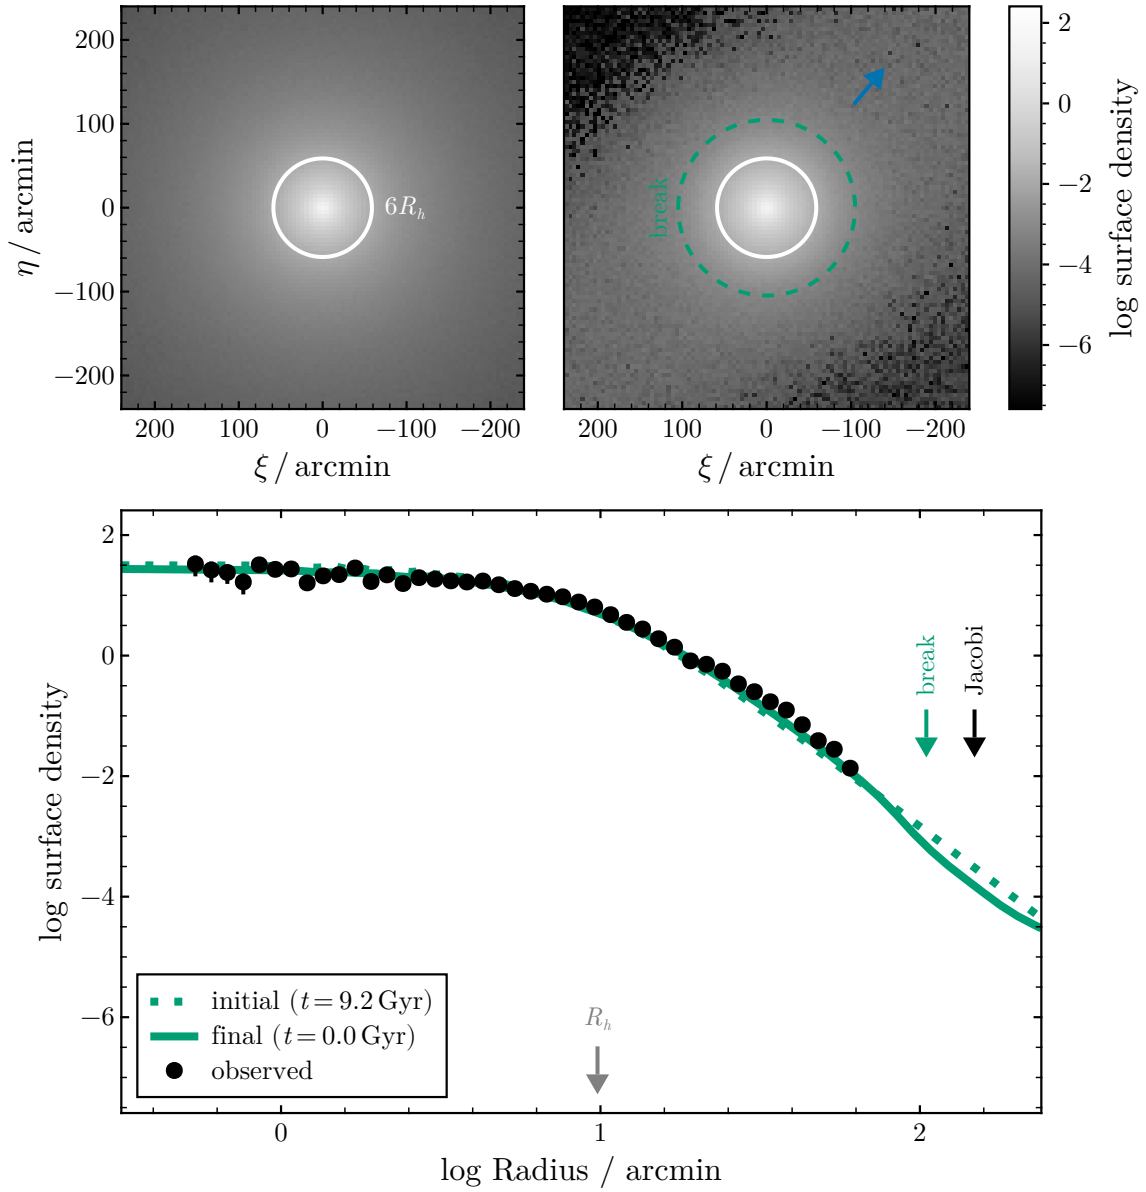 200
100
0
−100
−200
η / arcmin
6R_h
200 100 0 −100 −200
ξ / arcmin
break
200 100 0 −100 −200
ξ / arcmin
2
0
−2
−4
−6
log surface density
2
0
−2
−4
−6
log surface density
break
Jacobi
initial (t = 9.2 Gyr)
final (t = 0.0 Gyr)
observed
R_h
0 1 2
log Radius / arcmin